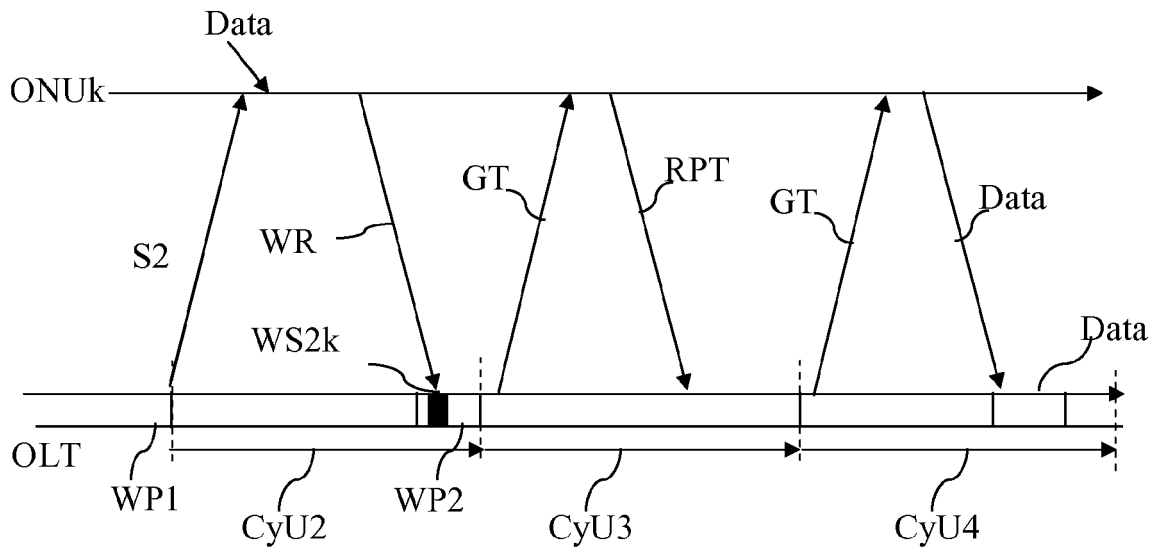 Data
ONUk
GT
RPT
GT
Data
WR
S2
WS2k
Data
OLT
WP1
CyU2
WP2
CyU3
CyU4